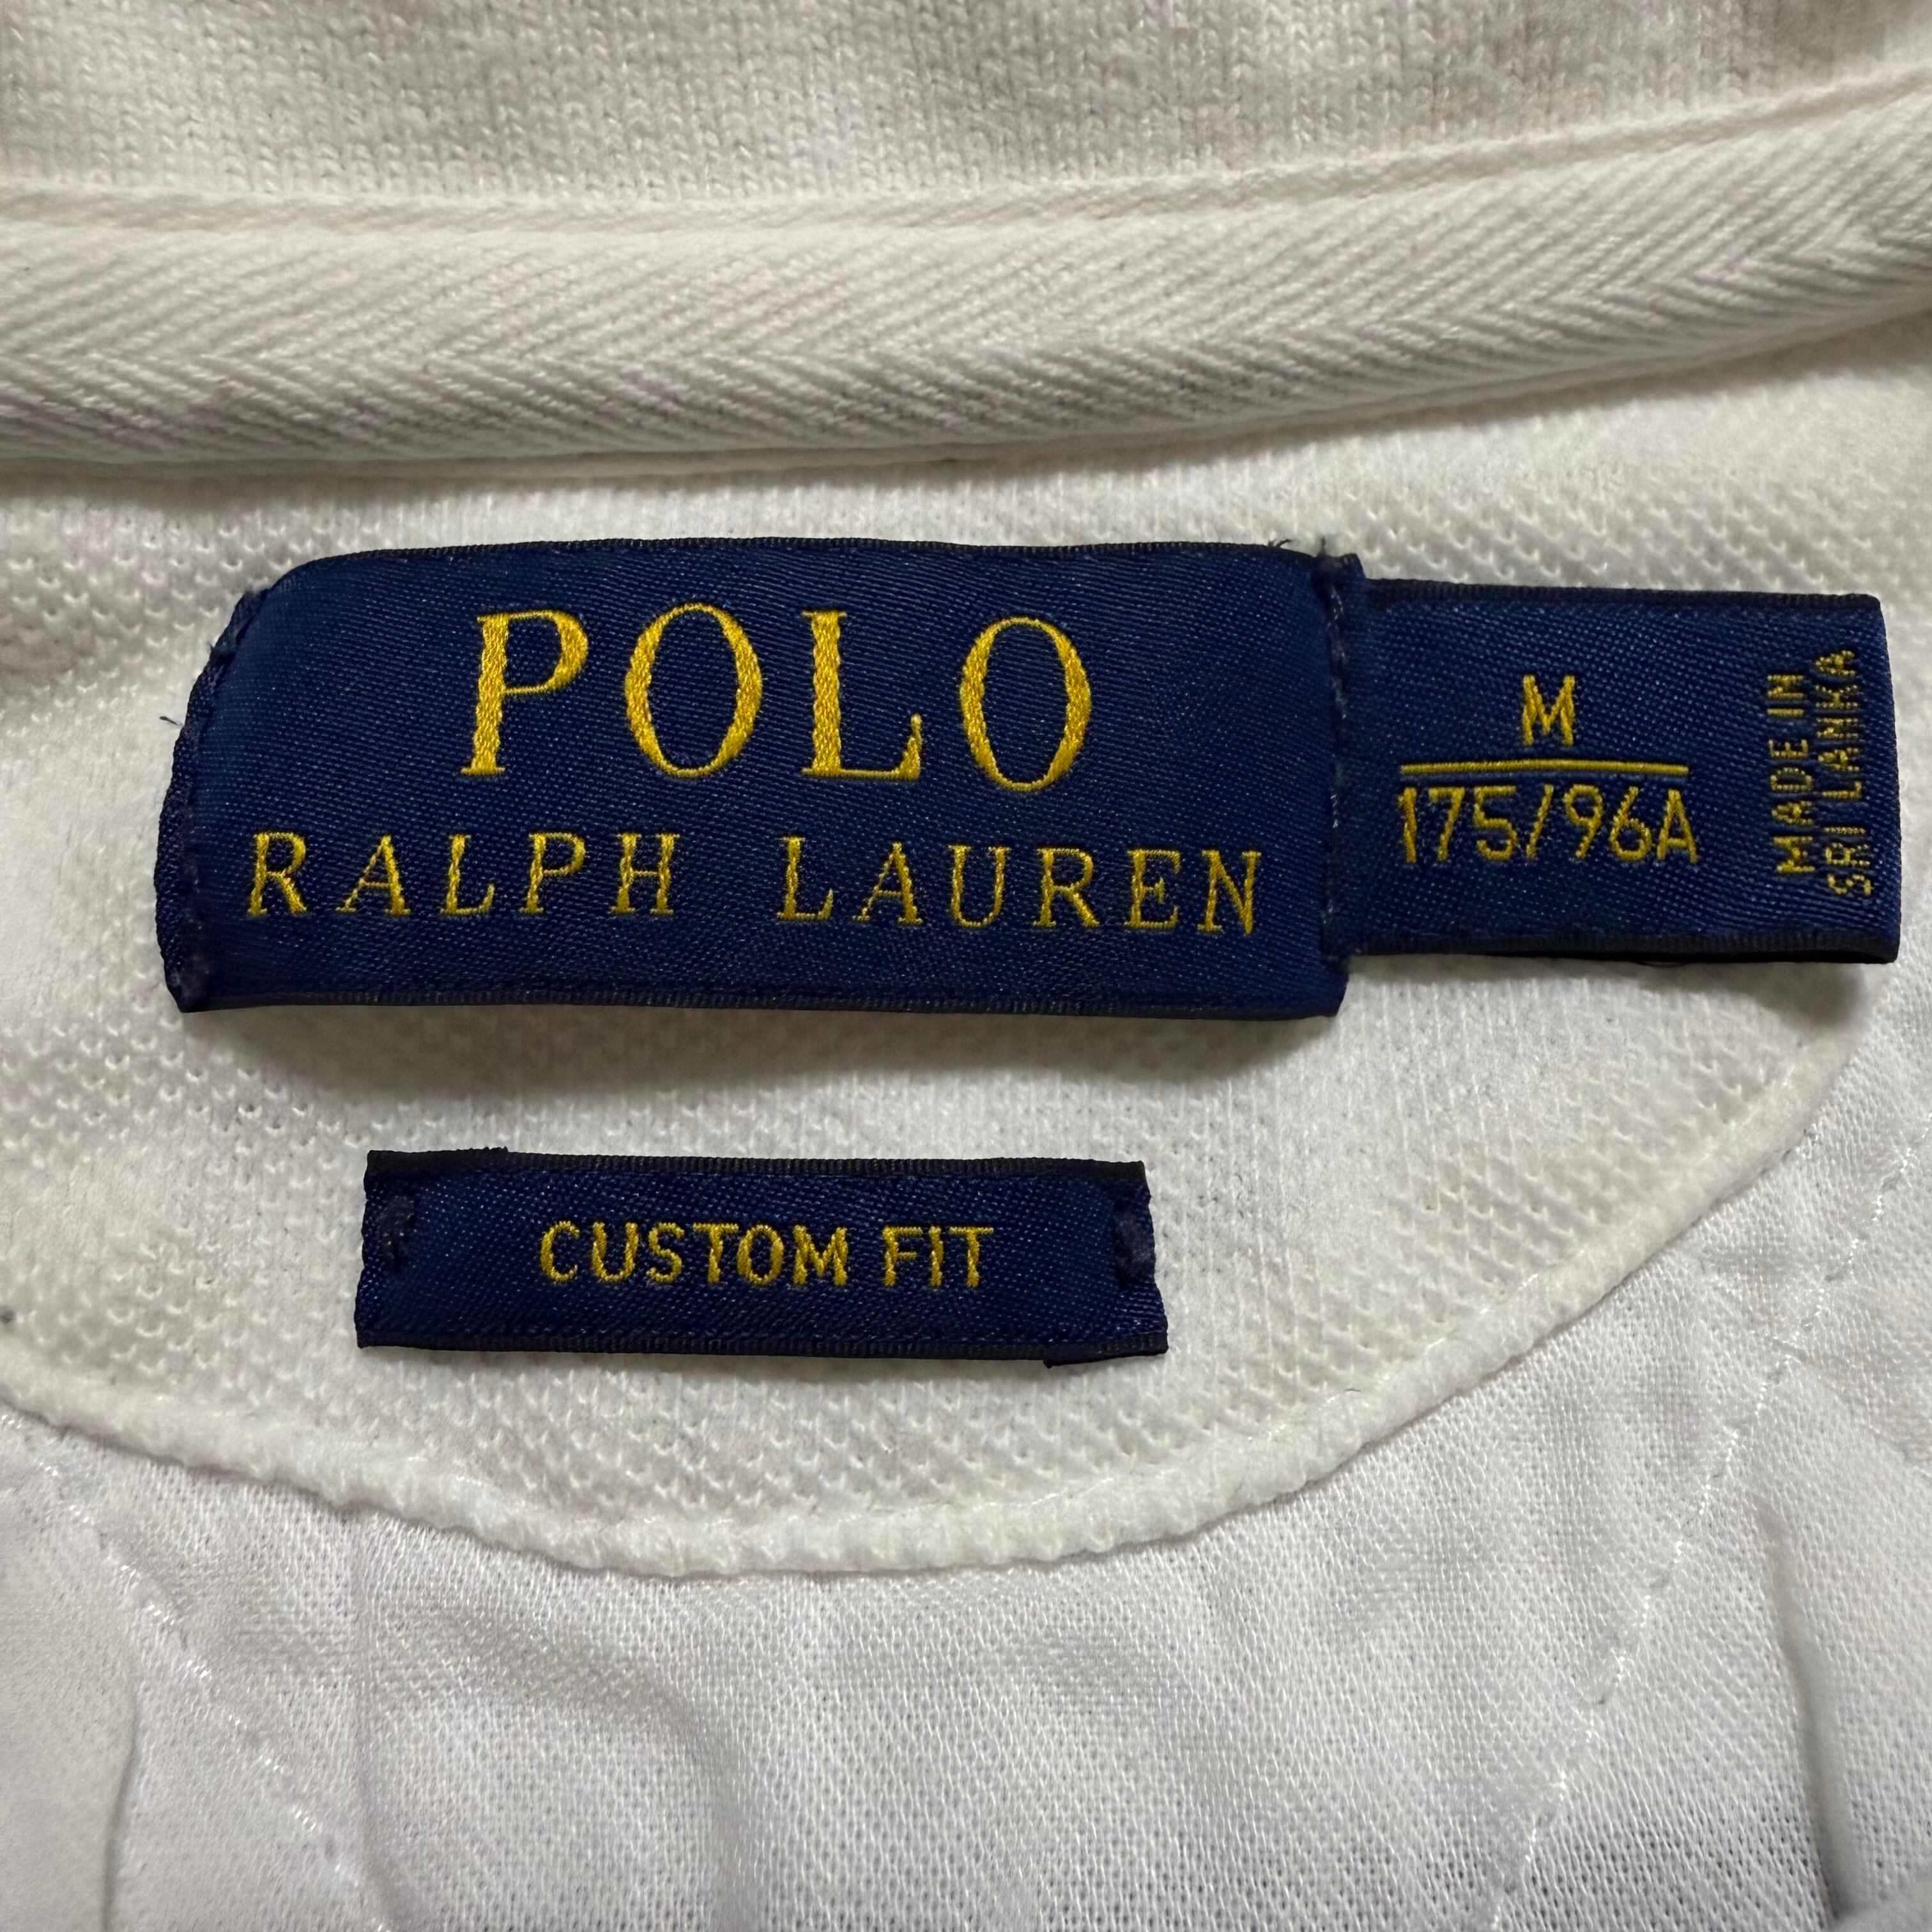 POLO
RALPH LAUREN
M
175/96A
MADE IN
SRI LANKA
CUSTOM FIT